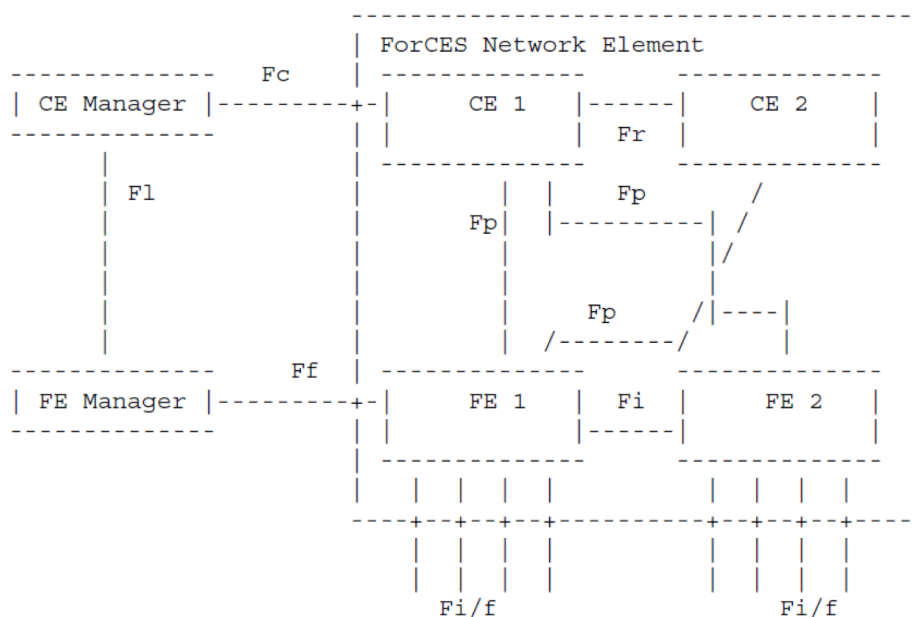 ForCES Network Element
Fc
CE Manager CE 1 CE 2
Fr
Fl Fp
Fp
Fp
Ff
FE Manager FE 1 Fi FE 2
Fi/f Fi/f